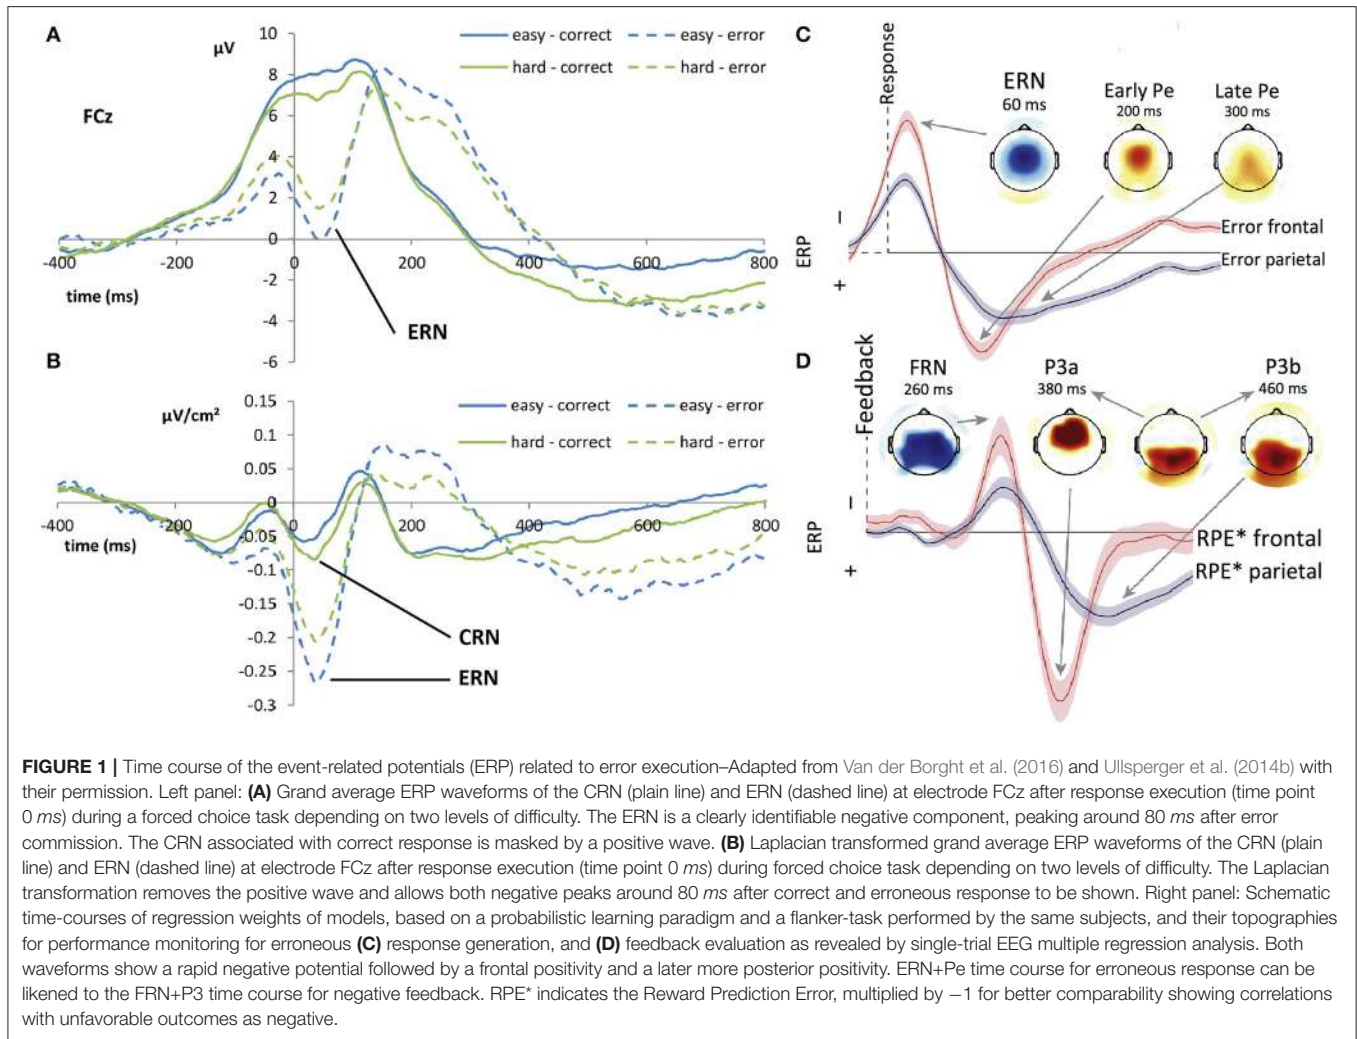 A
μV
10
8
6
4
2
0
-2
-4
-6
easy - correct
easy - error
hard - correct
hard - error
FCz
-400
-200
0
200
400
600
800
time (ms)
ERN
B
μV/cm²
0.15
0.1
0.05
0
-0.05
-0.1
-0.15
-0.2
-0.25
-0.3
easy - correct
easy - error
hard - correct
hard - error
-400
-200
0
200
400
600
800
time (ms)
CRN
ERN
C
Response
ERN
60 ms
Early Pe
200 ms
Late Pe
300 ms
−
ERP
+
Error frontal
Error parietal
D
Feedback
FRN
260 ms
P3a
380 ms
P3b
460 ms
−
ERP
+
RPE* frontal
RPE* parietal
FIGURE 1 | Time course of the event-related potentials (ERP) related to error execution–Adapted from Van der Borght et al. (2016) and Ullsperger et al. (2014b) with
their permission. Left panel: (A) Grand average ERP waveforms of the CRN (plain line) and ERN (dashed line) at electrode FCz after response execution (time point
0 ms) during a forced choice task depending on two levels of difficulty. The ERN is a clearly identifiable negative component, peaking around 80 ms after error
commission. The CRN associated with correct response is masked by a positive wave. (B) Laplacian transformed grand average ERP waveforms of the CRN (plain
line) and ERN (dashed line) at electrode FCz after response execution (time point 0 ms) during forced choice task depending on two levels of difficulty. The Laplacian
transformation removes the positive wave and allows both negative peaks around 80 ms after correct and erroneous response to be shown. Right panel: Schematic
time-courses of regression weights of models, based on a probabilistic learning paradigm and a flanker-task performed by the same subjects, and their topographies
for performance monitoring for erroneous (C) response generation, and (D) feedback evaluation as revealed by single-trial EEG multiple regression analysis. Both
waveforms show a rapid negative potential followed by a frontal positivity and a later more posterior positivity. ERN+Pe time course for erroneous response can be
likened to the FRN+P3 time course for negative feedback. RPE* indicates the Reward Prediction Error, multiplied by −1 for better comparability showing correlations
with unfavorable outcomes as negative.